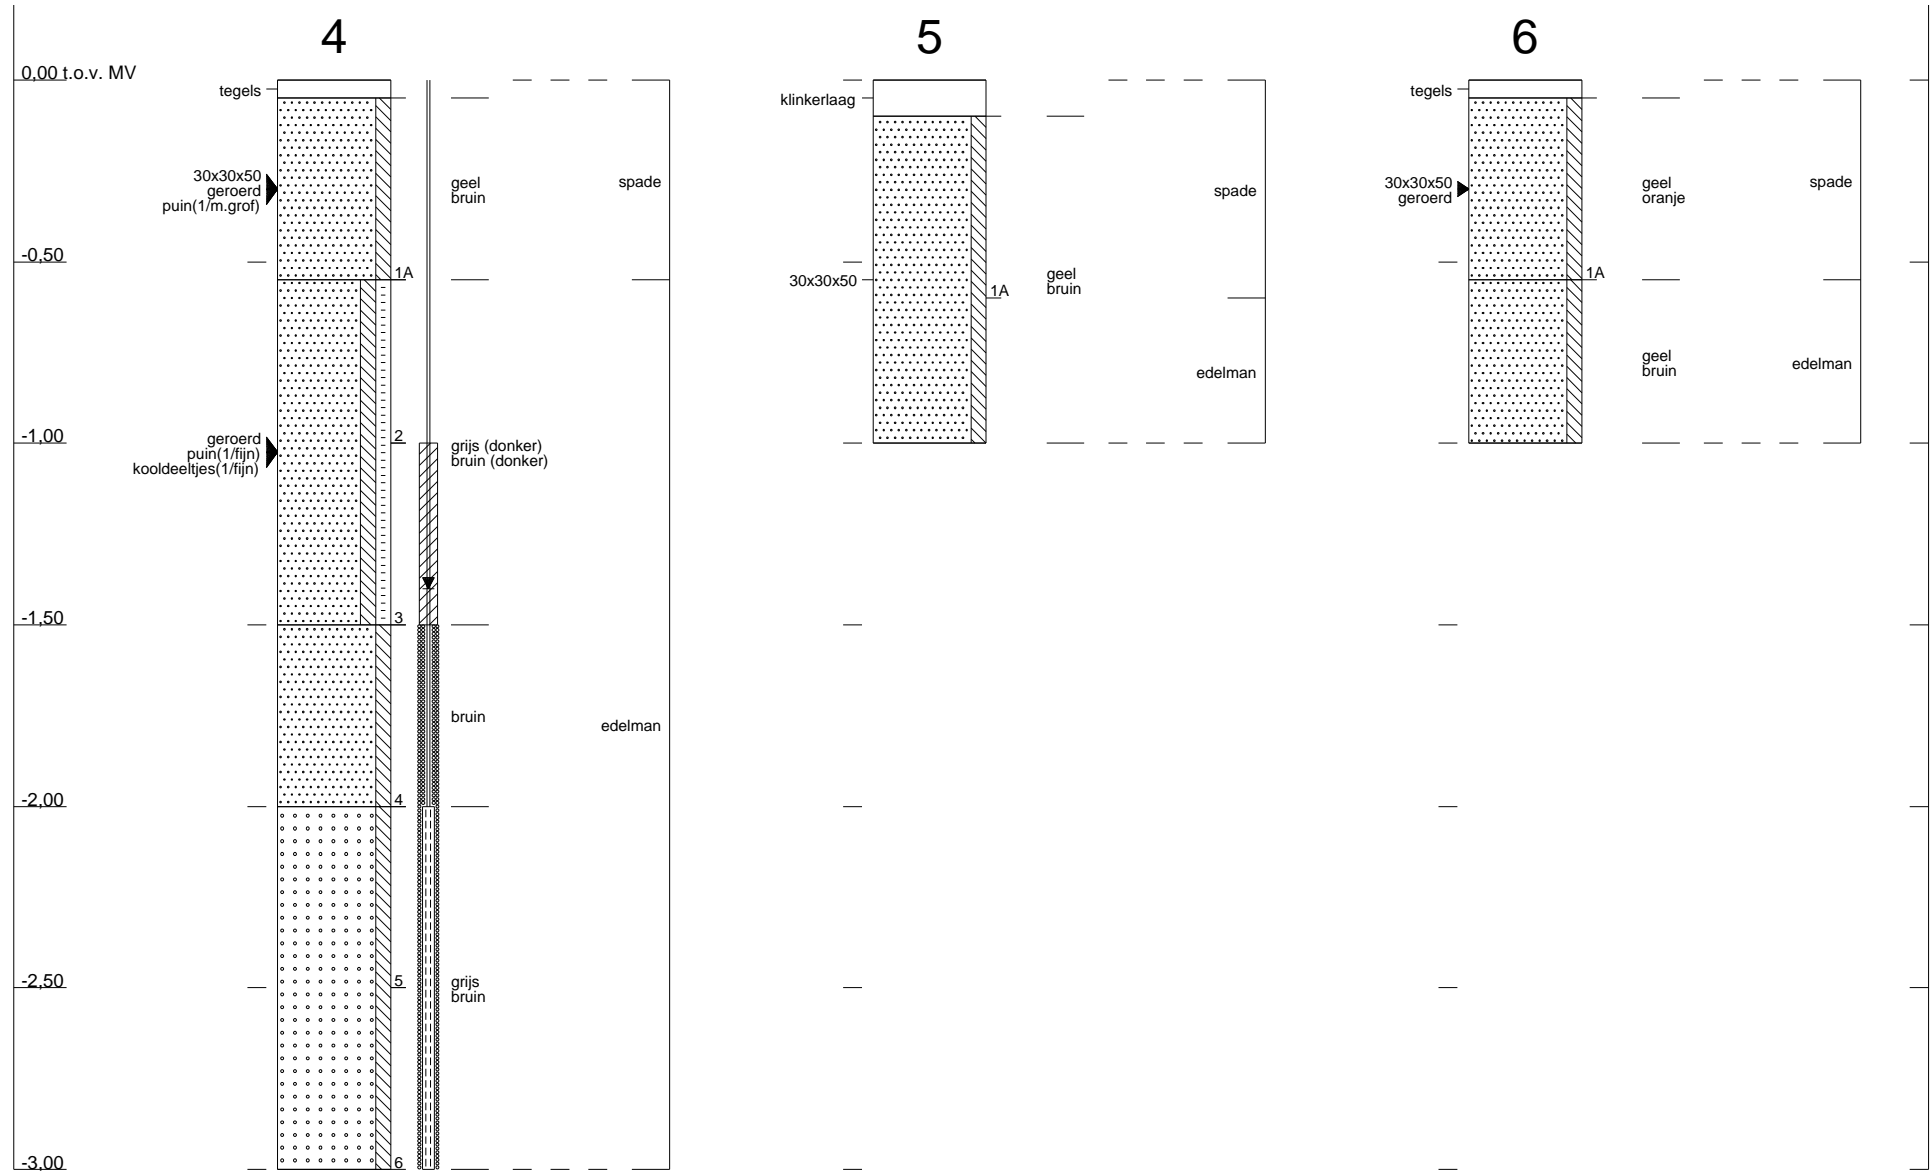 4
5
6
0,00 t.o.v. MV
tegels
30x30x50
geroerd
puin(1/m.grof)
geel
bruin
spade
-0,50
1A
geroerd
puin(1/fijn)
kooldeeltjes(1/fijn)
-1,00
2
grijs (donker)
bruin (donker)
-1,50
3
bruin
edelman
-2,00
4
-2,50
5
grijs
bruin
-3,00
6
klinkerlaag
spade
30x30x50
1A
geel
bruin
edelman
tegels
30x30x50
geroerd
geel
oranje
spade
1A
geel
bruin
edelman